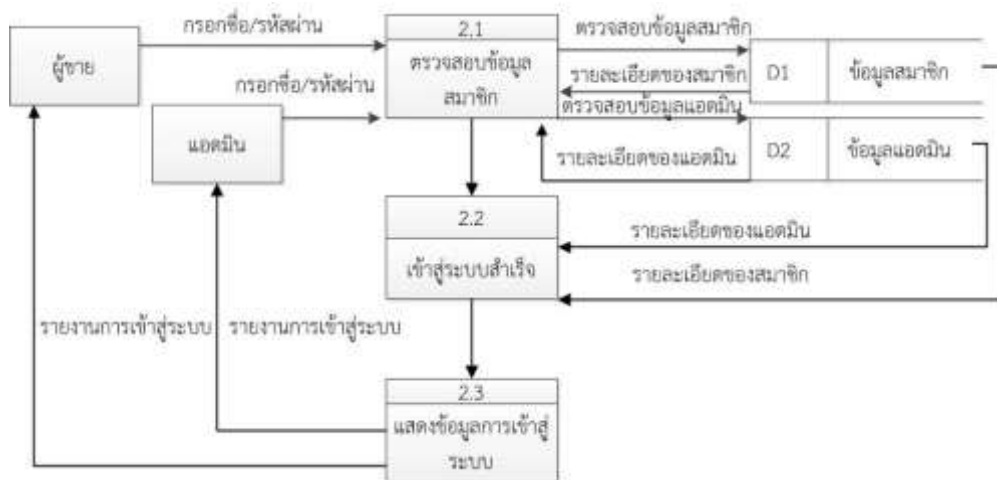 กรอกชื่อ/รหัสผ่าน
2.1
ตรวจสอบข้อมูลสมาชิก
ผู้ขาย
ตรวจสอบข้อมูล
สมาชิก
รายละเอียดของสมาชิก
D1
ข้อมูลสมาชิก
กรอกชื่อ/รหัสผ่าน
ตรวจสอบข้อมูลแอดมิน
แอดมิน
รายละเอียดของแอดมิน
D2
ข้อมูลแอดมิน
2.2
รายละเอียดของแอดมิน
เข้าสู่ระบบสำเร็จ
รายละเอียดของสมาชิก
รายงานการเข้าสู่ระบบ
รายงานการเข้าสู่ระบบ
2.3
แสดงข้อมูลการเข้าสู่
ระบบ